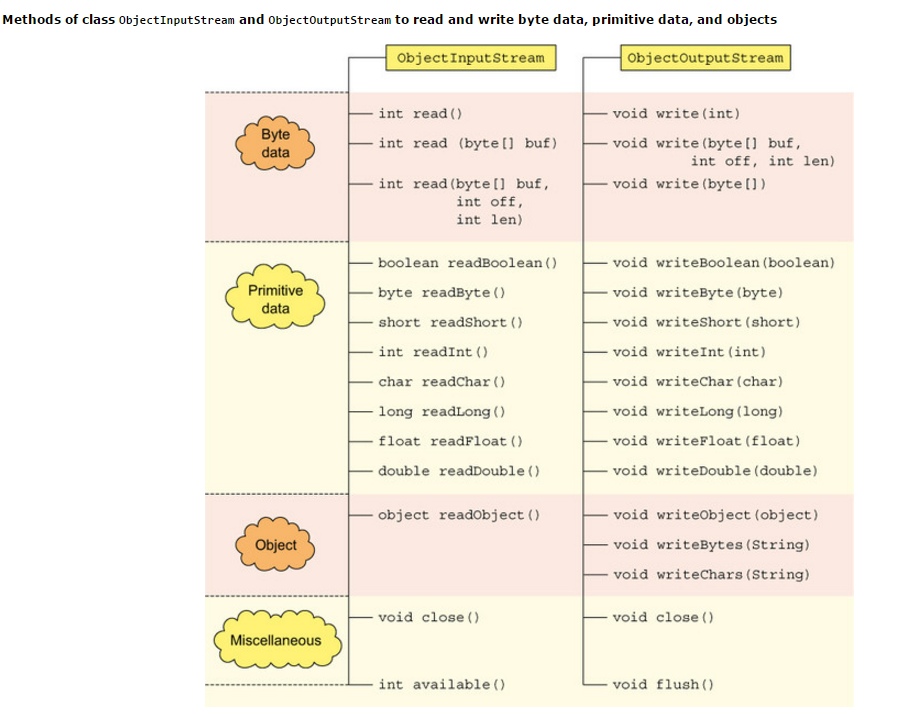 Methods of class ObjectInputStream and ObjectOutputStream to read and write byte data, primitive data, and objects
ObjectInputStream
ObjectOutputStream
Byte
data
int read()
void write(int)
int read (byte[] buf)
void write(byte[] buf,
int off, int len)
int read(byte[] buf,
int off,
int len)
void write(byte[])
Primitive
data
boolean readBoolean()
void writeBoolean(boolean)
byte readByte()
void writeByte(byte)
short readShort()
void writeShort(short)
int readInt()
void writeInt(int)
char readChar()
void writeChar(char)
long readLong()
void writeLong(long)
float readFloat()
void writeFloat(float)
double readDouble()
void writeDouble(double)
Object
object readObject()
void writeObject(object)
void writeBytes(String)
void writeChars(String)
Miscellaneous
void close()
void close()
int available()
void flush()